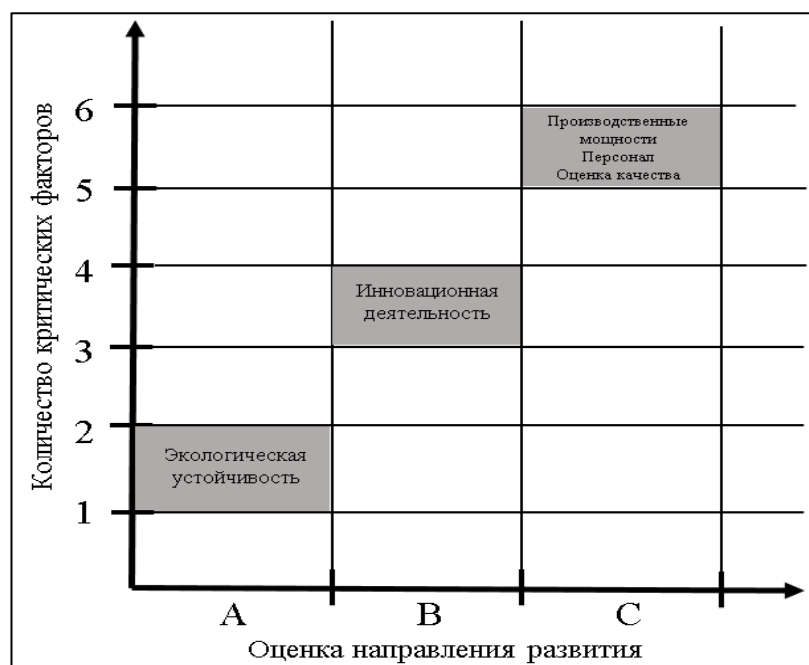 Количество критических факторов
6
Производственные
мощности
Персонал
Оценка качества
5
4
Инновационная
деятельность
3
2
Экологическая
устойчивость
1
A
B
C
Оценка направления развития